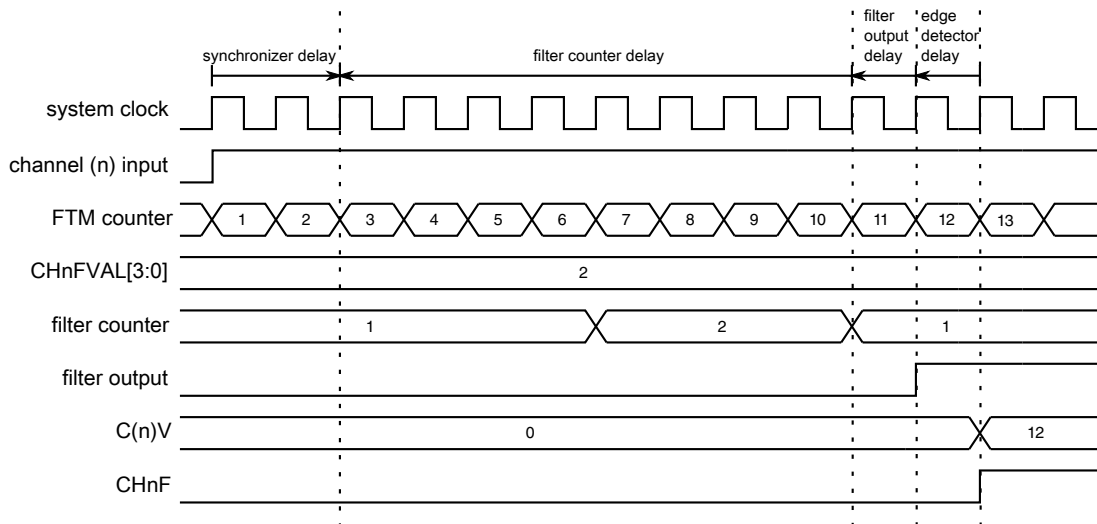 synchronizer delay
filter counter delay
filter
output
delay
edge
detector
delay
system clock
channel (n) input
FTM counter
1 2 3 4 5 6 7 8 9 10 11 12 13
CHnFVAL[3:0]
2
filter counter
1 2 1
filter output
C(n)V
0 12
CHnF